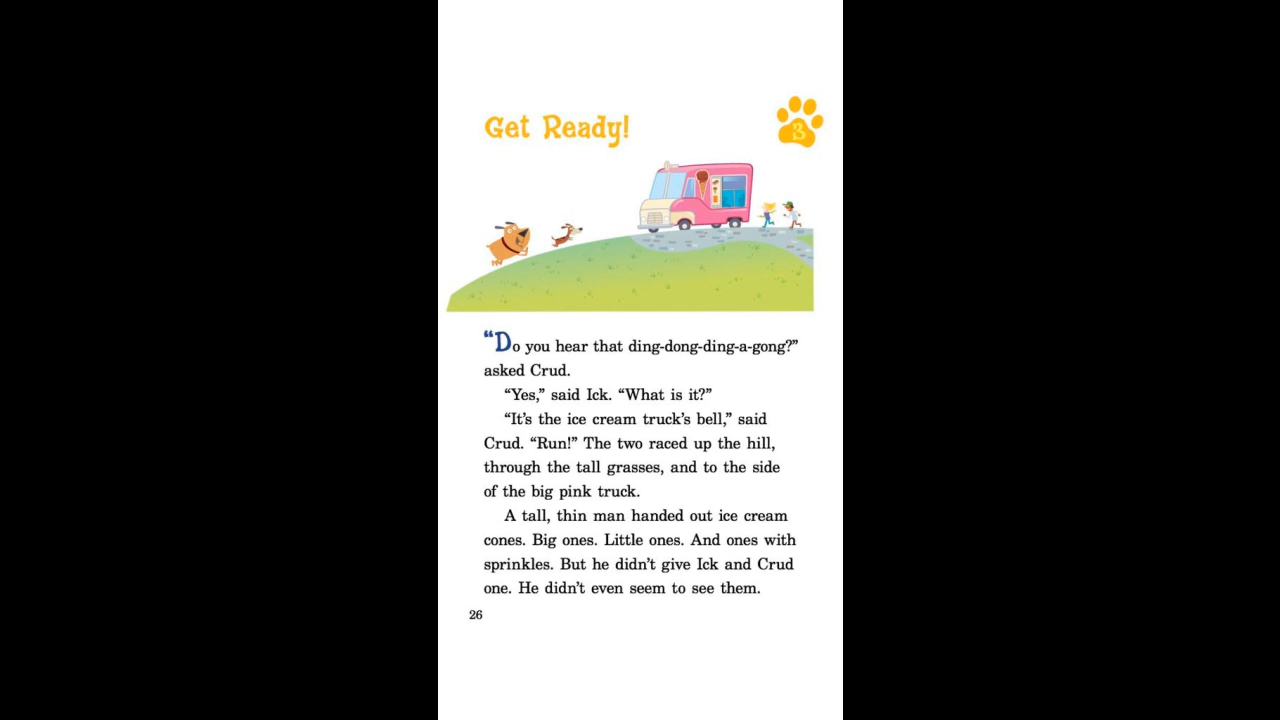 Get Ready!
3
“Do you hear that ding-dong-ding-a-gong?”
asked Crud.
“Yes,” said Ick. “What is it?”
“It’s the ice cream truck’s bell,” said
Crud. “Run!” The two raced up the hill,
through the tall grasses, and to the side
of the big pink truck.
A tall, thin man handed out ice cream
cones. Big ones. Little ones. And ones with
sprinkles. But he didn’t give Ick and Crud
one. He didn’t even seem to see them.
26